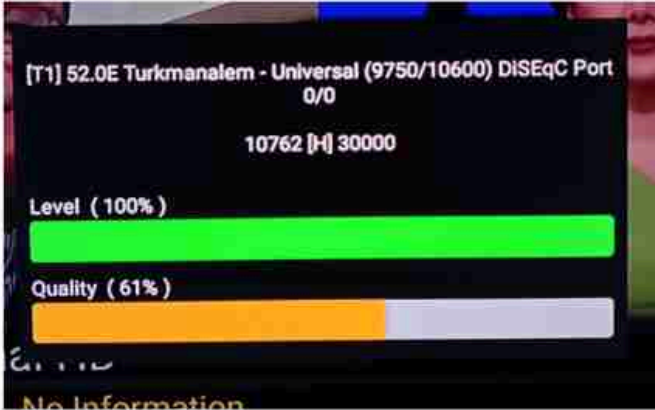 [T1] 52.0E Turkmanalem - Universal (9750/10600) DiSEqC Port
0/0
10762 [H] 30000
Level ( 100% )
Quality ( 61% )
No Information